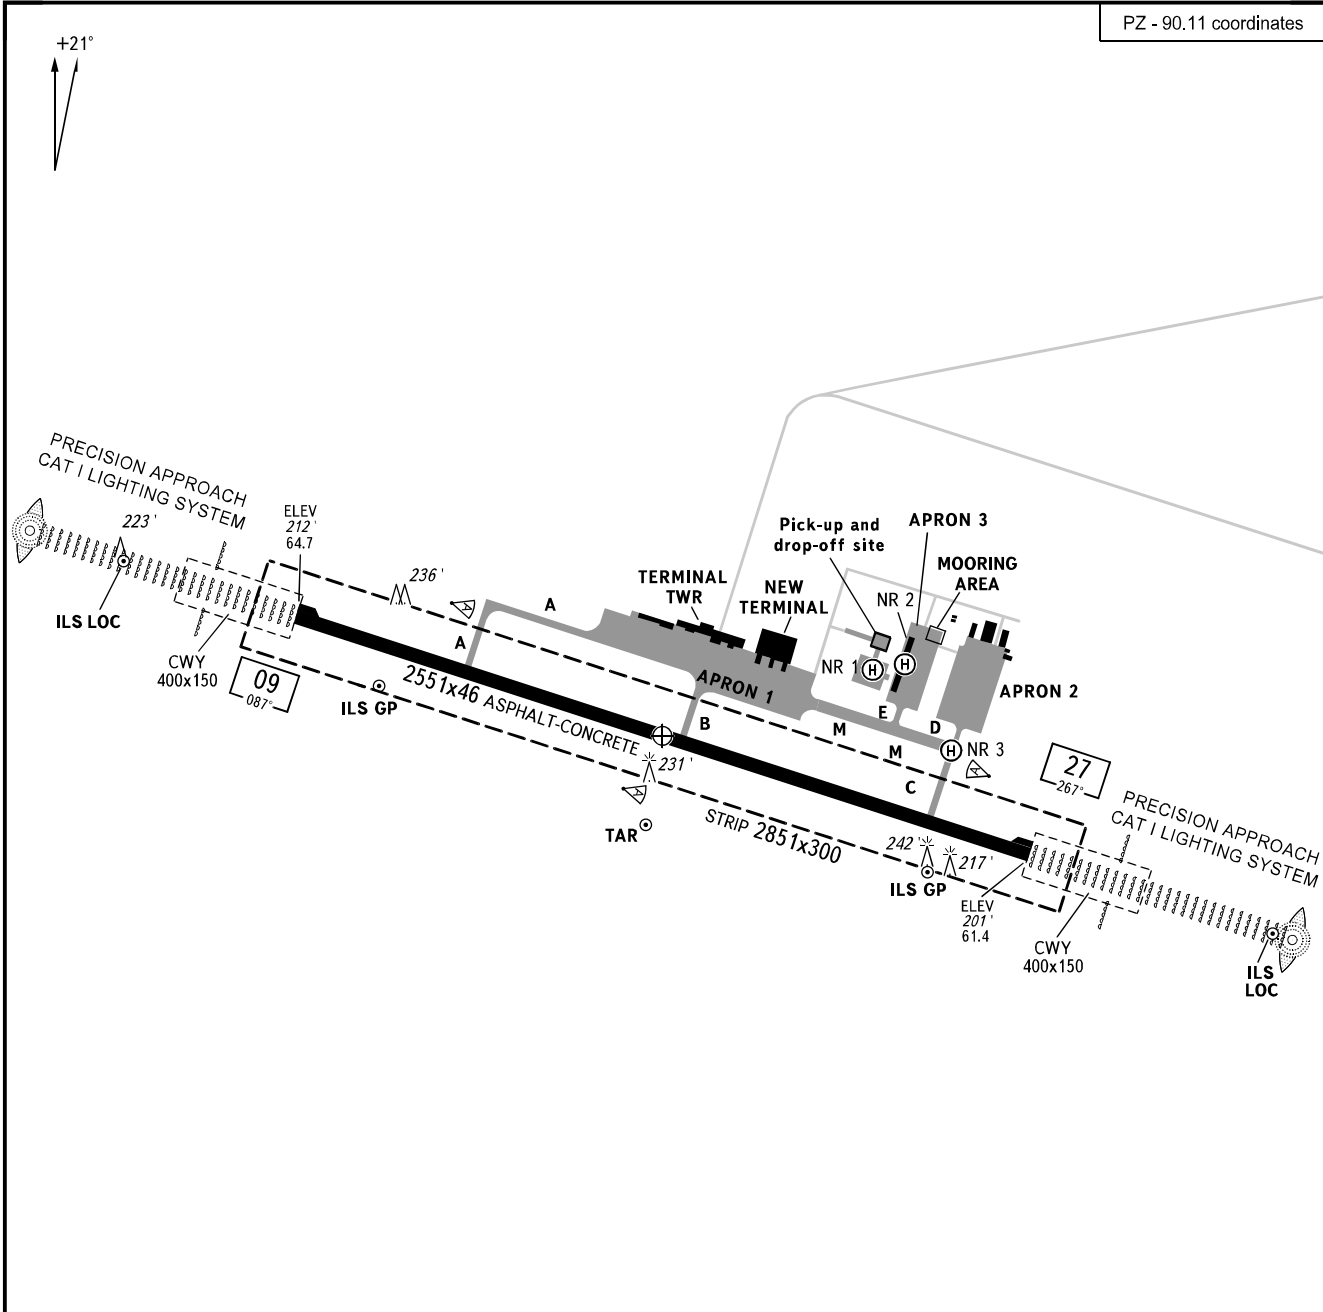 PZ - 90.11 coordinates
+21°
PRECISION APPROACH
CAT I LIGHTING SYSTEM
223'
ILS LOC
ELEV
212'
64.7
236'
CWY
400x150
09
087°
ILS GP
A
A
2551x46 ASPHALT-CONCRETE
TERMINAL
TWR
NEW
TERMINAL
Pick-up and
drop-off site
APRON 3
MOORING
AREA
NR 2
NR 1
H
H
APRON 1
APRON 2
E
D
M
M
B
H
NR 3
C
A
A
A
231'
TAR
STRIP 2851x300
27
267°
PRECISION APPROACH
CAT I LIGHTING SYSTEM
242'
217'
ILS GP
ELEV
201'
61.4
CWY
400x150
ILS
LOC